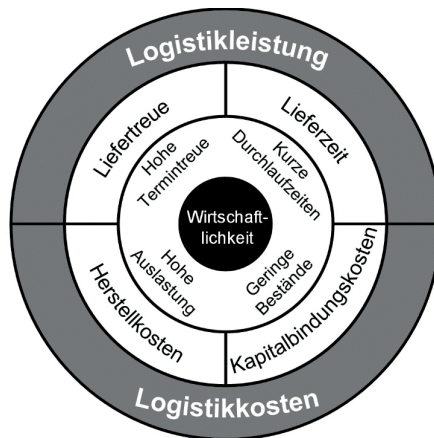 Logistikleistung
Liefertreue
Lieferzeit
Hohe
Termintreue
Kurze
Durchlaufzeiten
Wirtschaft-
lichkeit
Hohe
Auslastung
Geringe
Bestände
Herstellkosten
Kapitalbindungskosten
Logistikkosten